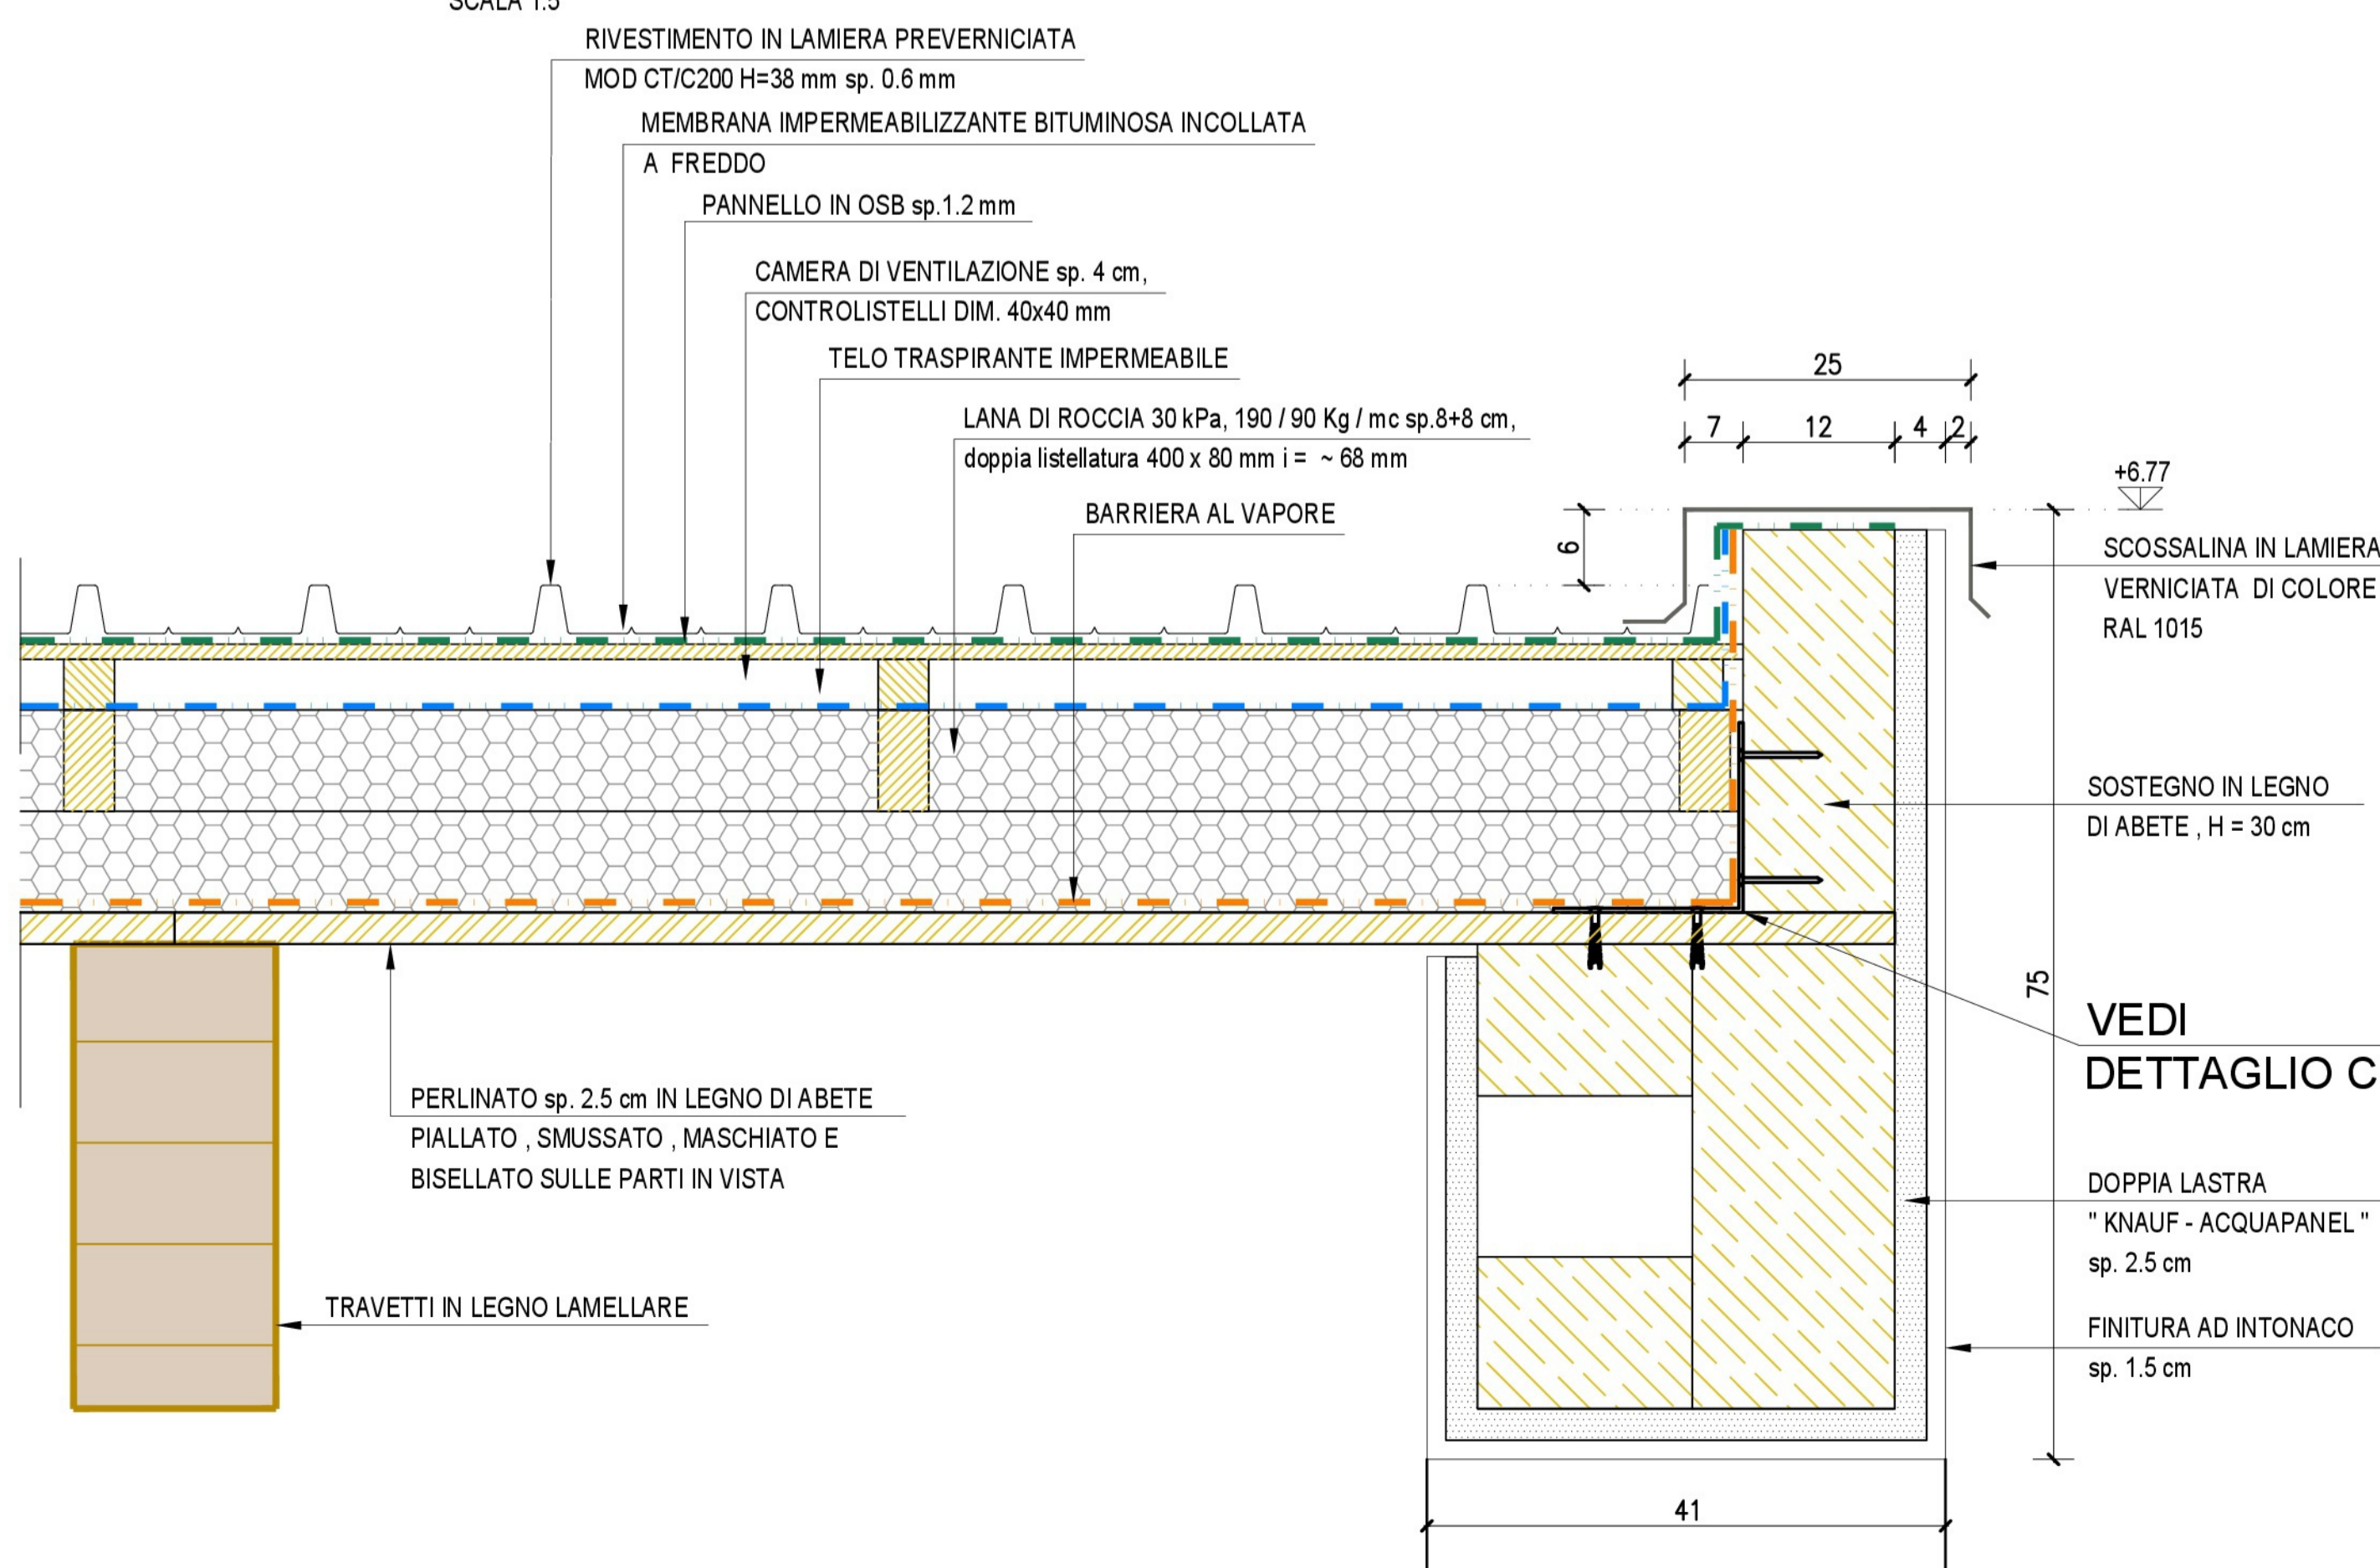 SCALA 1:5
RIVESTIMENTO IN LAMIERA PREVERNICIATA
MOD CT/C200 H=38 mm sp. 0.6 mm
MEMBRANA IMPERMEABILIZZANTE BITUMINOSA INCOLLATA
A FREDDO
PANNELLO IN OSB sp.1.2 mm
CAMERA DI VENTILAZIONE sp. 4 cm,
CONTROLISTELLI DIM. 40x40 mm
TELO TRASPIRANTE IMPERMEABILE
LANA DI ROCCIA 30 kPa, 190 / 90 Kg / mc sp.8+8 cm,
doppia listellatura 400 x 80 mm i = ~ 68 mm
BARRIERA AL VAPORE
25
7 12 4 2
+6.77
6
SCOSSALINA IN LAMIERA
VERNICIATA DI COLORE
RAL 1015
SOSTEGNO IN LEGNO
DI ABETE , H = 30 cm
75
VEDI
DETTAGLIO C
PERLINATO sp. 2.5 cm IN LEGNO DI ABETE
PIALLATO , SMUSSATO , MASCHIATO E
BISELLATO SULLE PARTI IN VISTA
DOPPIA LASTRA
" KNAUF - ACQUAPANEL "
sp. 2.5 cm
TRAVETTI IN LEGNO LAMELLARE
FINITURA AD INTONACO
sp. 1.5 cm
41